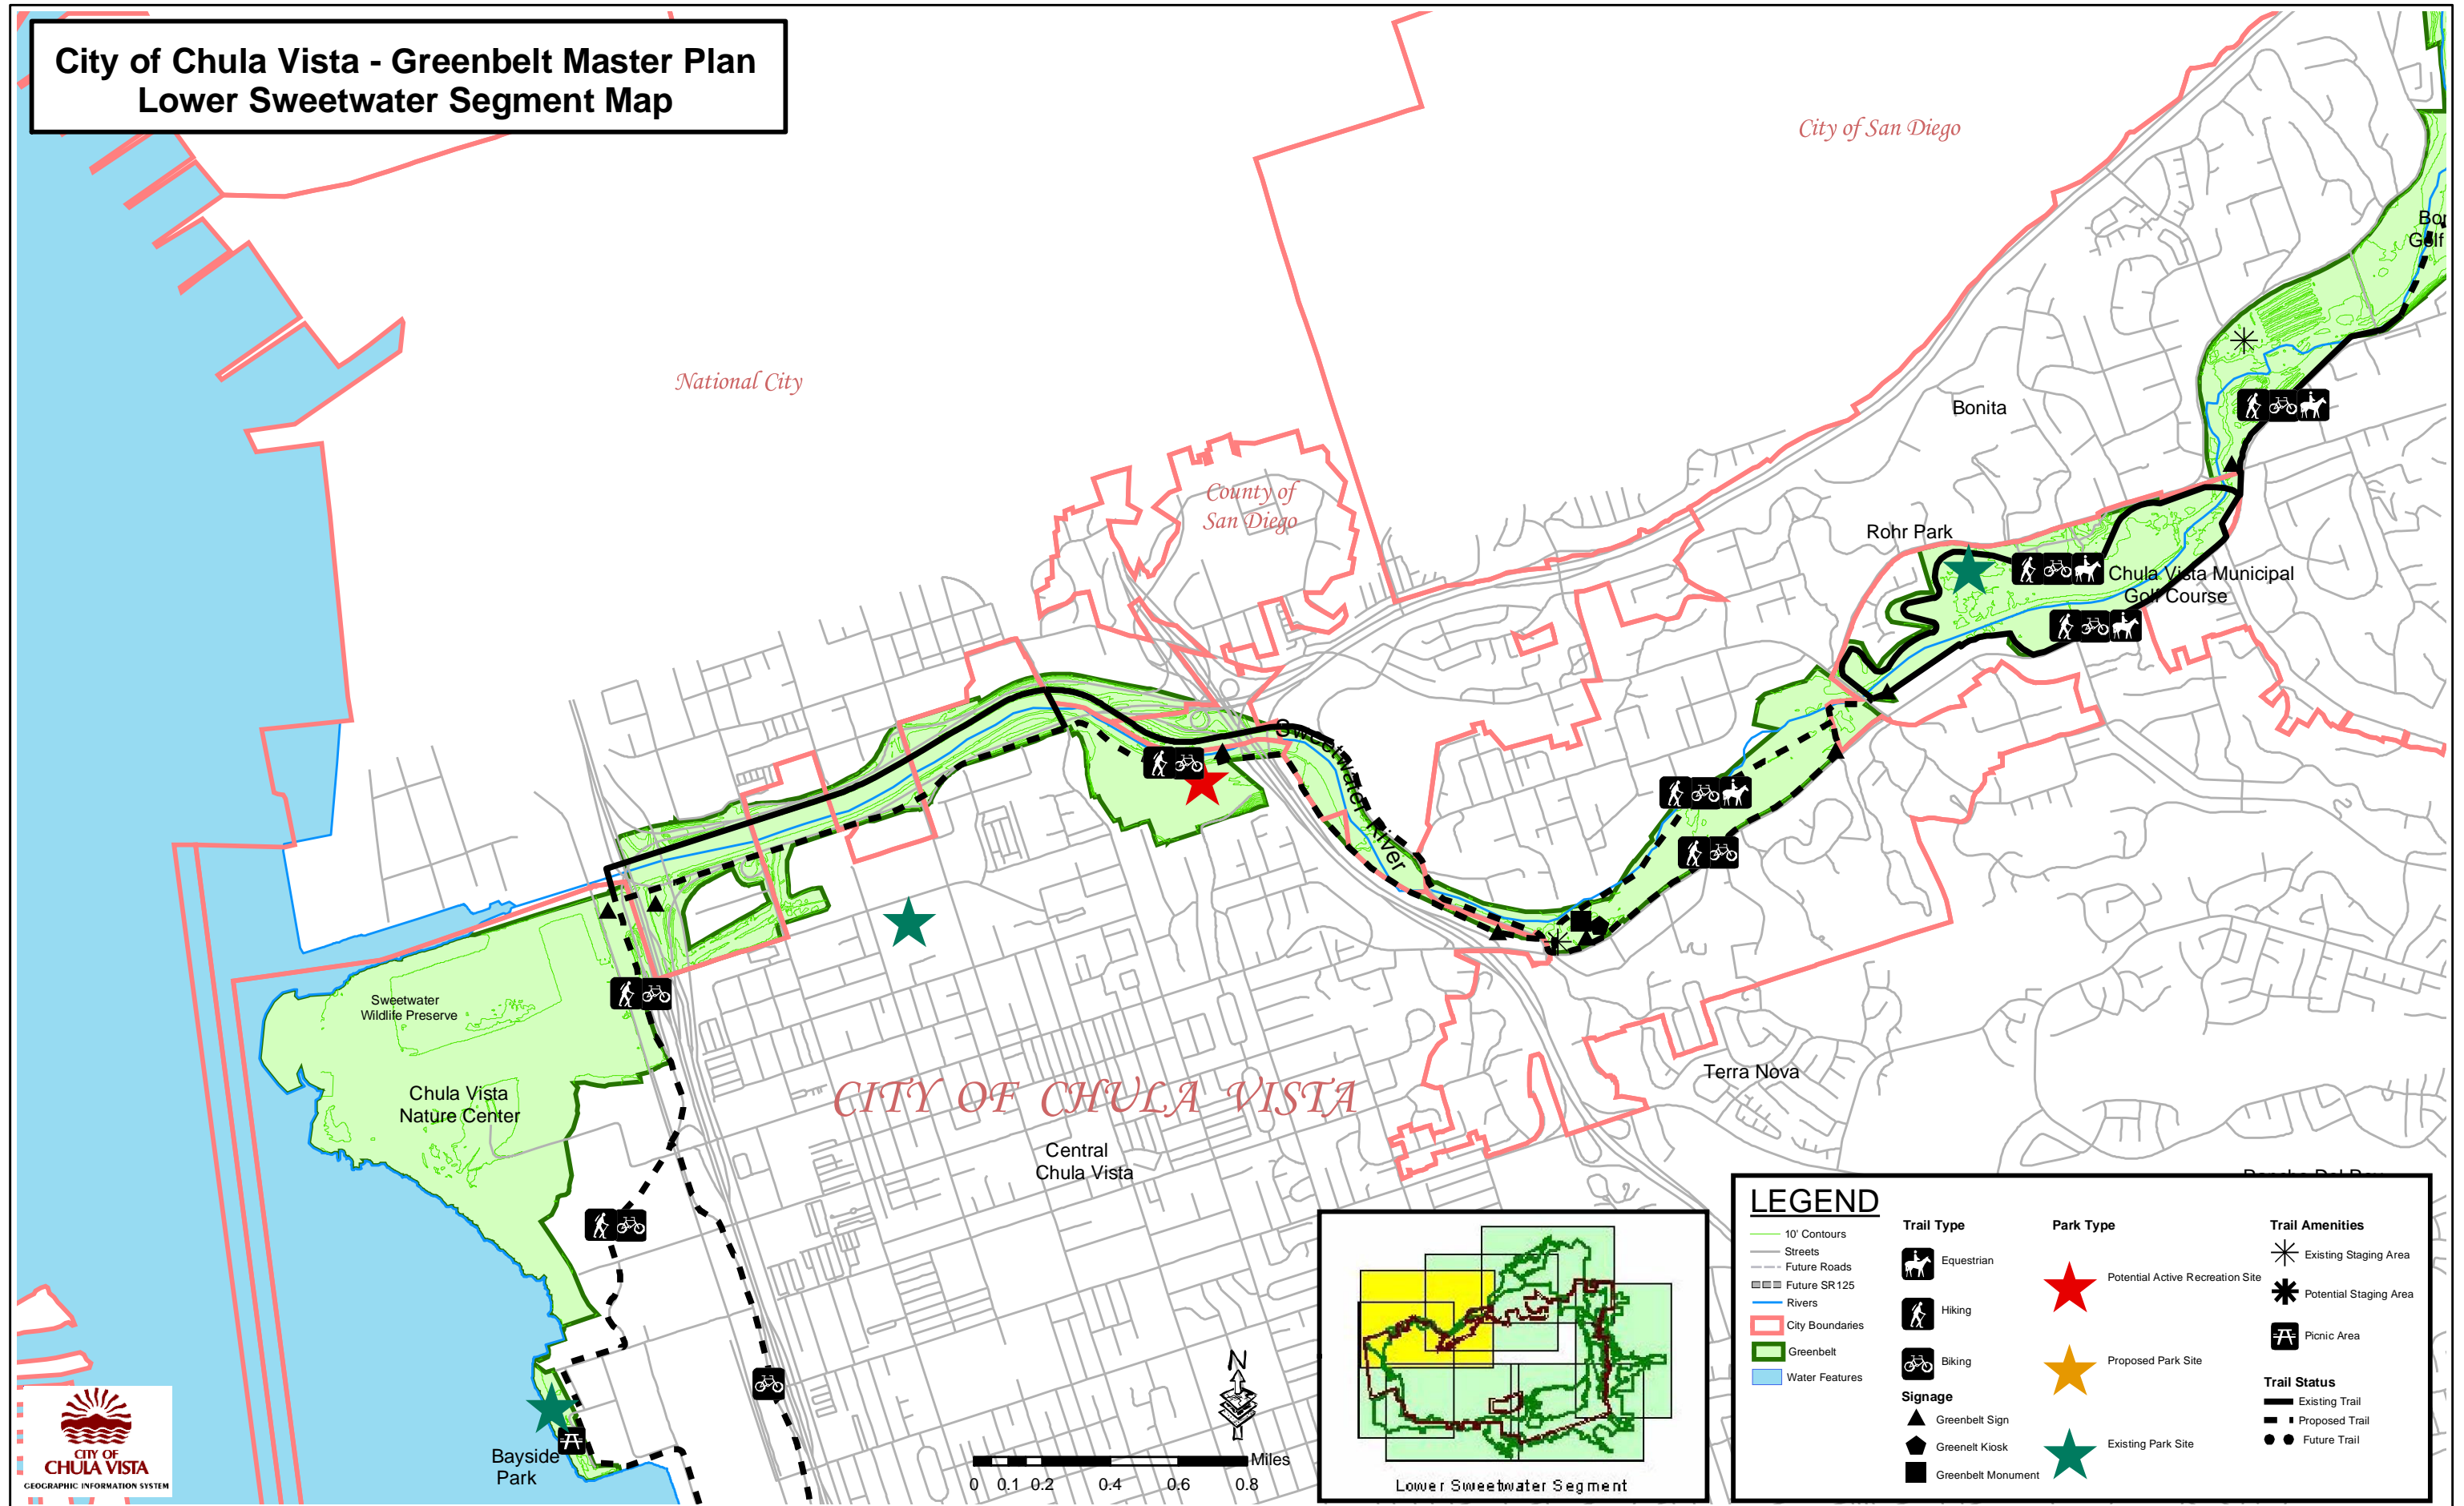 City of Chula Vista - Greenbelt Master Plan
Lower Sweetwater Segment Map
City of San Diego
Bon
Golf
National City
Bonita
County of
San Diego
Rohr Park
Chula Vista Municipal
Golf Course
Sweetwater River
Sweetwater
Wildlife Preserve
Chula Vista
Nature Center
CITY OF CHULA VISTA
Terra Nova
Central
Chula Vista
Bayside
Park
N
Miles
0 0.1 0.2 0.4 0.6 0.8
CITY OF
CHULA VISTA
GEOGRAPHIC INFORMATION SYSTEM
Lower Sweetwater Segment
LEGEND
10' Contours
Streets
Future Roads
Future SR125
Rivers
City Boundaries
Greenbelt
Water Features
Trail Type
Equestrian
Hiking
Biking
Signage
Greenbelt Sign
Greenelt Kiosk
Greenbelt Monument
Park Type
Potential Active Recreation Site
Proposed Park Site
Existing Park Site
Trail Amenities
Existing Staging Area
Potential Staging Area
Picnic Area
Trail Status
Existing Trail
Proposed Trail
Future Trail